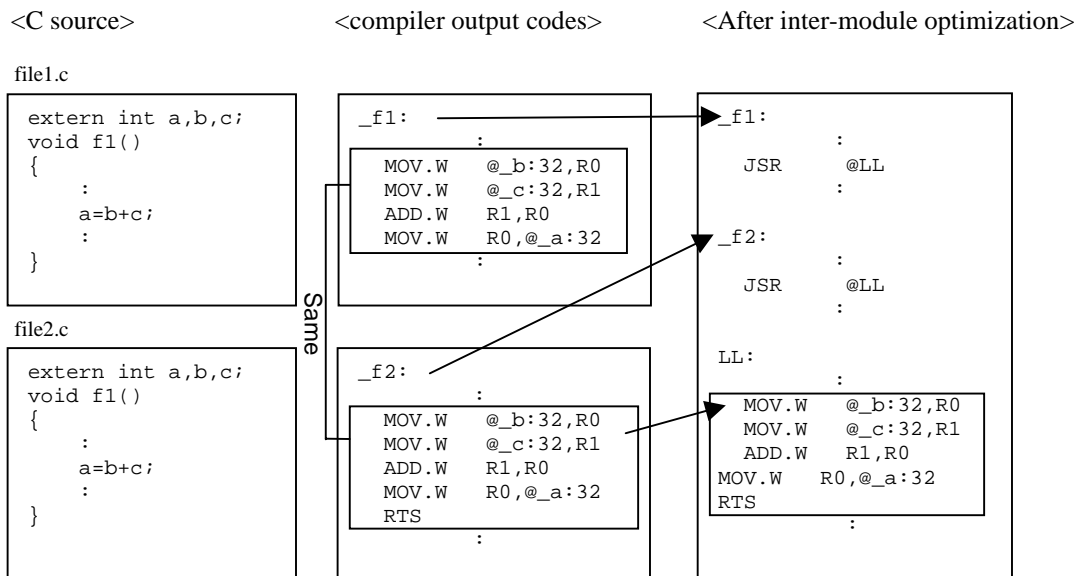 <C source>
<compiler output codes>
<After inter-module optimization>
file1.c
extern int a,b,c;
void f1()
{
:
a=b+c;
:
}
_f1:
:
MOV.W @_b:32,R0
MOV.W @_c:32,R1
ADD.W R1,R0
MOV.W R0,@_a:32
:
Same
file2.c
extern int a,b,c;
void f1()
{
:
a=b+c;
:
}
_f2:
:
MOV.W @_b:32,R0
MOV.W @_c:32,R1
ADD.W R1,R0
MOV.W R0,@_a:32
RTS
:
_f1:
:
JSR @LL
:
_f2:
:
JSR @LL
:
LL:
:
MOV.W @_b:32,R0
MOV.W @_c:32,R1
ADD.W R1,R0
MOV.W R0,@_a:32
RTS
: